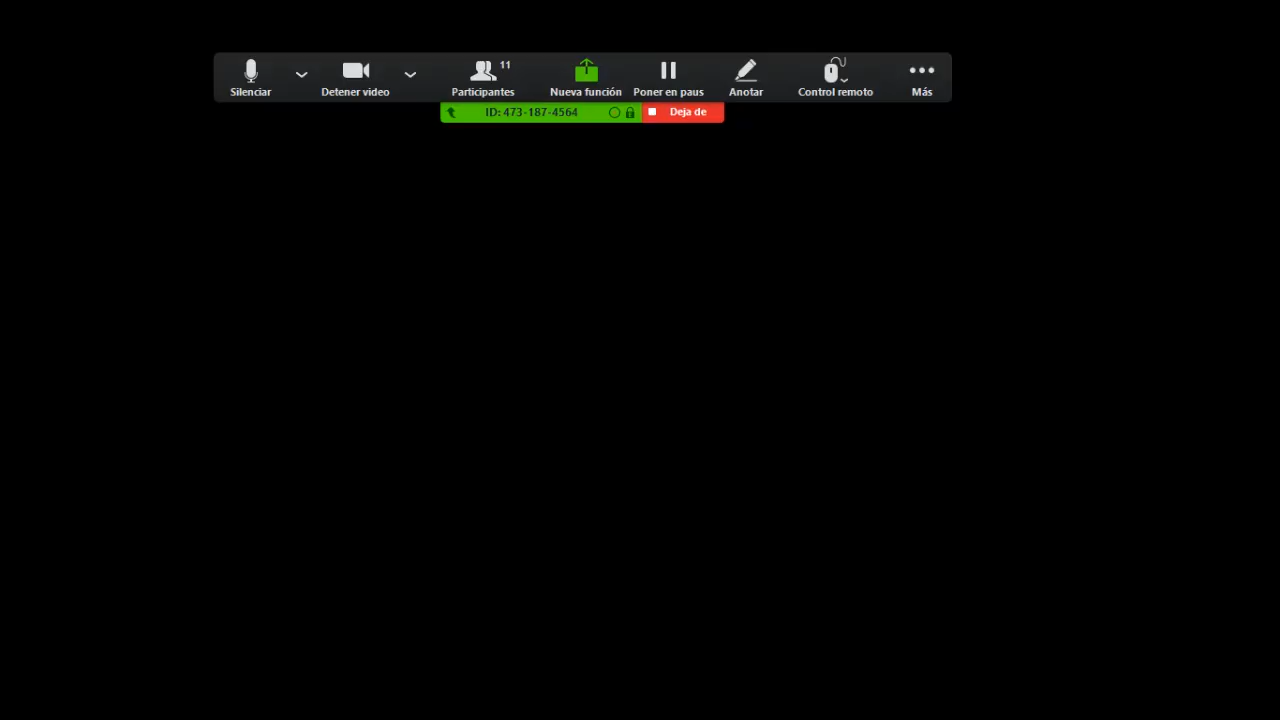 11
Silenciar Detener video Participantes Nueva función Poner en paus Anotar Control remoto Más
ID: 473-187-4564 Deja de